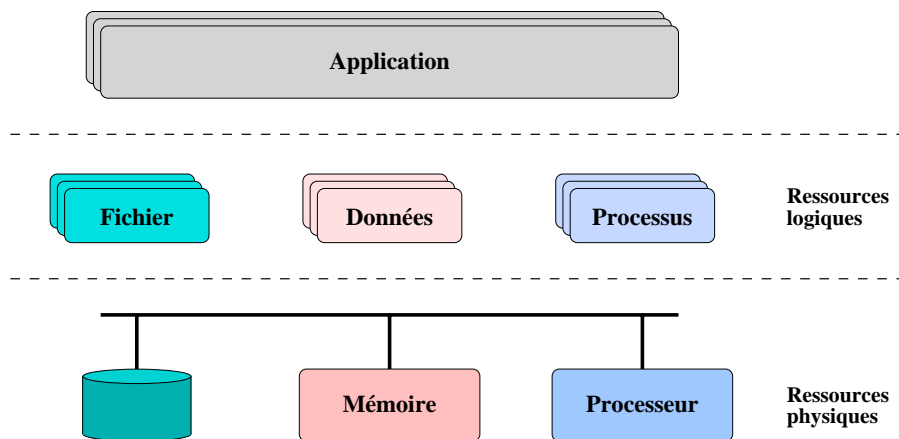 Application
Fichier
Données
Processus
Ressources
logiques
Mémoire
Processeur
Ressources
physiques